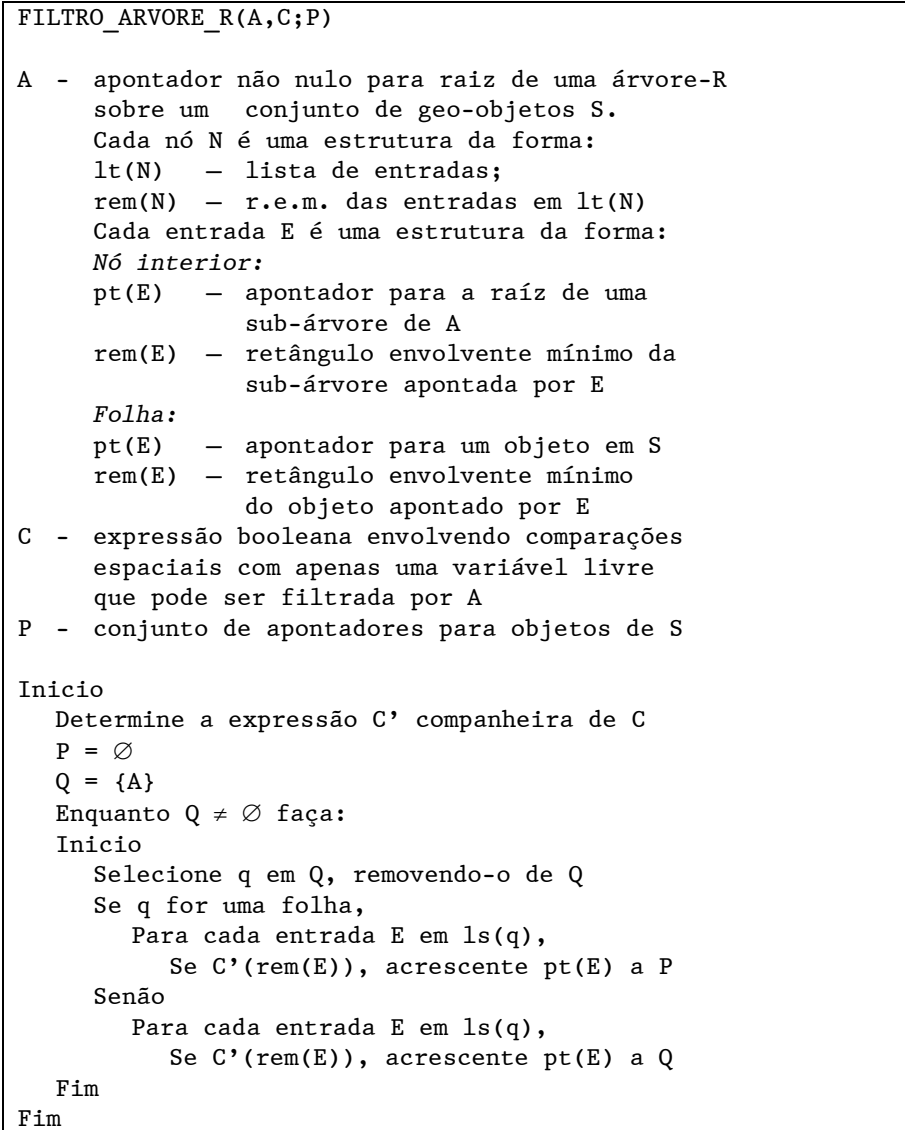 FILTRO_ARVORE_R(A,C;P)
A - apontador não nulo para raiz de uma árvore-R
sobre um conjunto de geo-objetos S.
Cada nó N é uma estrutura da forma:
lt(N) — lista de entradas;
rem(N) — r.e.m. das entradas em lt(N)
Cada entrada E é uma estrutura da forma:
Nó interior:
pt(E) — apontador para a raíz de uma
sub-árvore de A
rem(E) — retângulo envolvente mínimo da
sub-árvore apontada por E
Folha:
pt(E) — apontador para um objeto em S
rem(E) — retângulo envolvente mínimo
do objeto apontado por E
C - expressão booleana envolvendo comparações
espaciais com apenas uma variável livre
que pode ser filtrada por A
P - conjunto de apontadores para objetos de S
Inicio
Determine a expressão C’ companheira de C
P = ∅
Q = {A}
Enquanto Q ≠ ∅ faça:
Inicio
Selecione q em Q, removendo-o de Q
Se q for uma folha,
Para cada entrada E em ls(q),
Se C’(rem(E)), acrescente pt(E) a P
Senão
Para cada entrada E em ls(q),
Se C’(rem(E)), acrescente pt(E) a Q
Fim
Fim